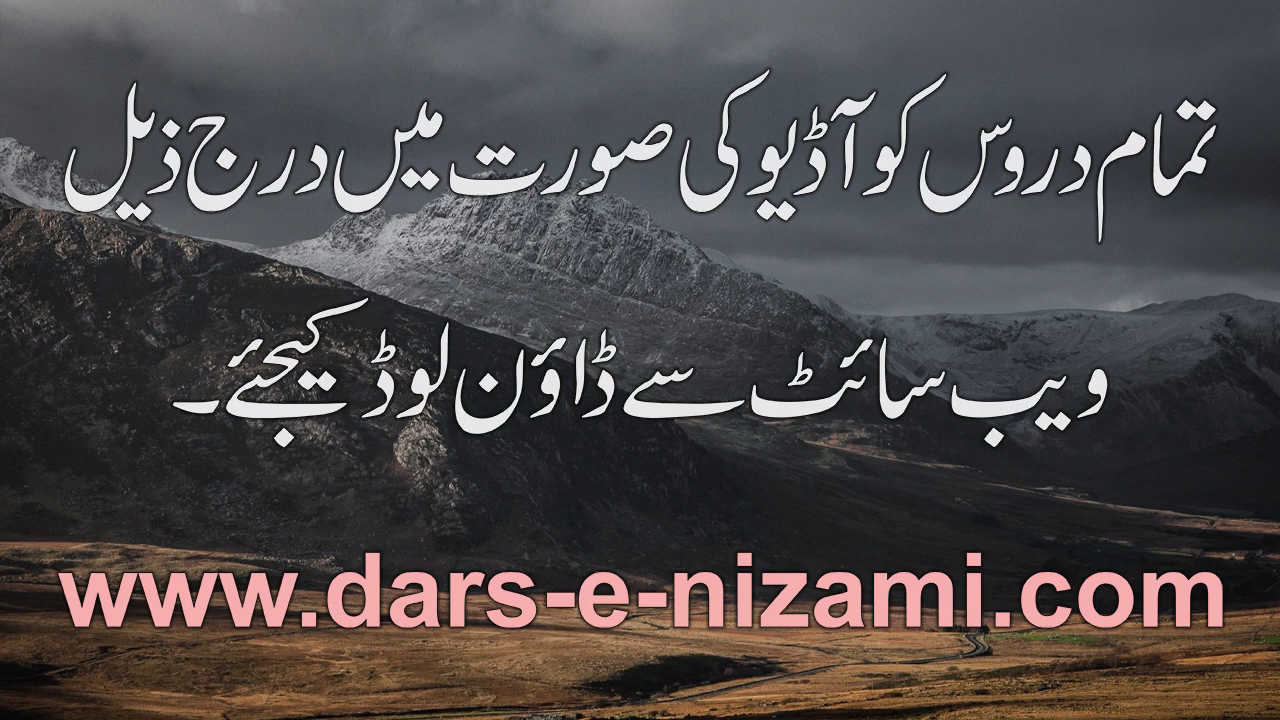 تمام دروس کو آڈیو کی صورت میں درج ذیل
ویب سائٹ سے ڈاؤن لوڈ کیجئے۔
www.dars-e-nizami.com